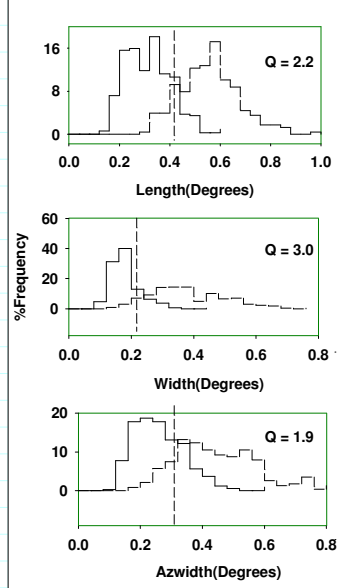 16
Q = 2.2
8
0
0.0 0.2 0.4 0.6 0.8 1.0
Length(Degrees)
%Frequency
60
Q = 3.0
40
20
0
0.0 0.2 0.4 0.6 0.8
Width(Degrees)
20
Q = 1.9
10
0
0.0 0.2 0.4 0.6 0.8
Azwidth(Degrees)